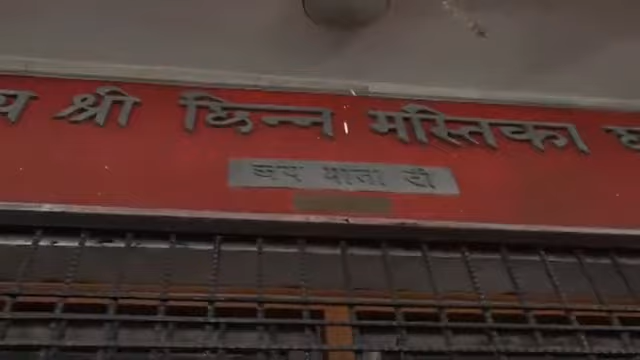 श्री छिन्न मस्तिका
जय माता दी